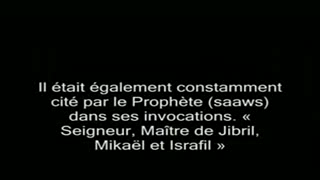 Il était également constamment
cité par le Prophète (saaws)
dans ses invocations. «
Seigneur, Maître de Jibril,
Mikaël et Israfil »